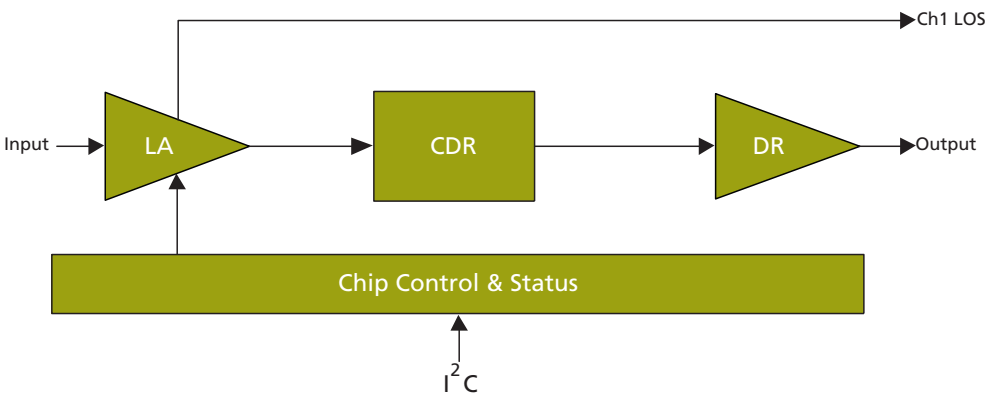 Ch1 LOS
Input
LA
CDR
DR
Output
Chip Control & Status
I²C